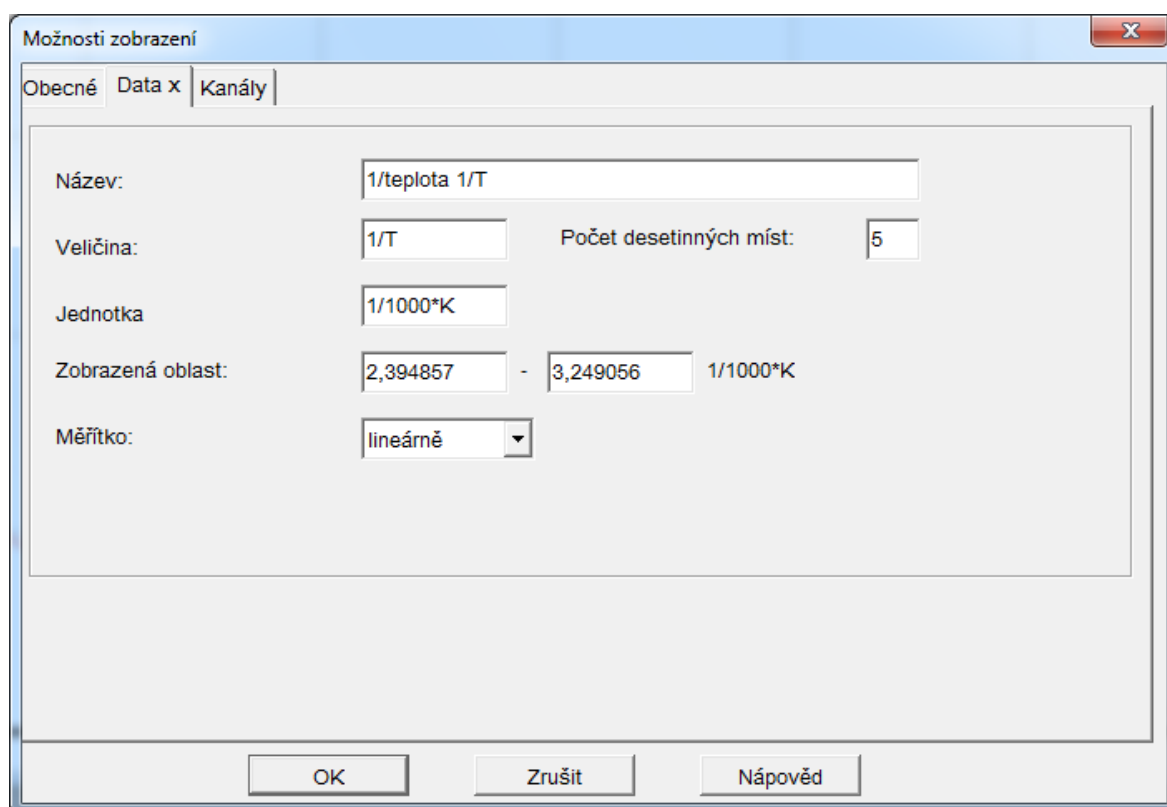 Možnosti zobrazení
x
Obecné Data x Kanály
Název: 1/teplota 1/T
Veličina: 1/T Počet desetinných míst: 5
Jednotka 1/1000*K
Zobrazená oblast: 2,394857 - 3,249056 1/1000*K
Měřítko: lineárně
OK Zrušit Nápověd